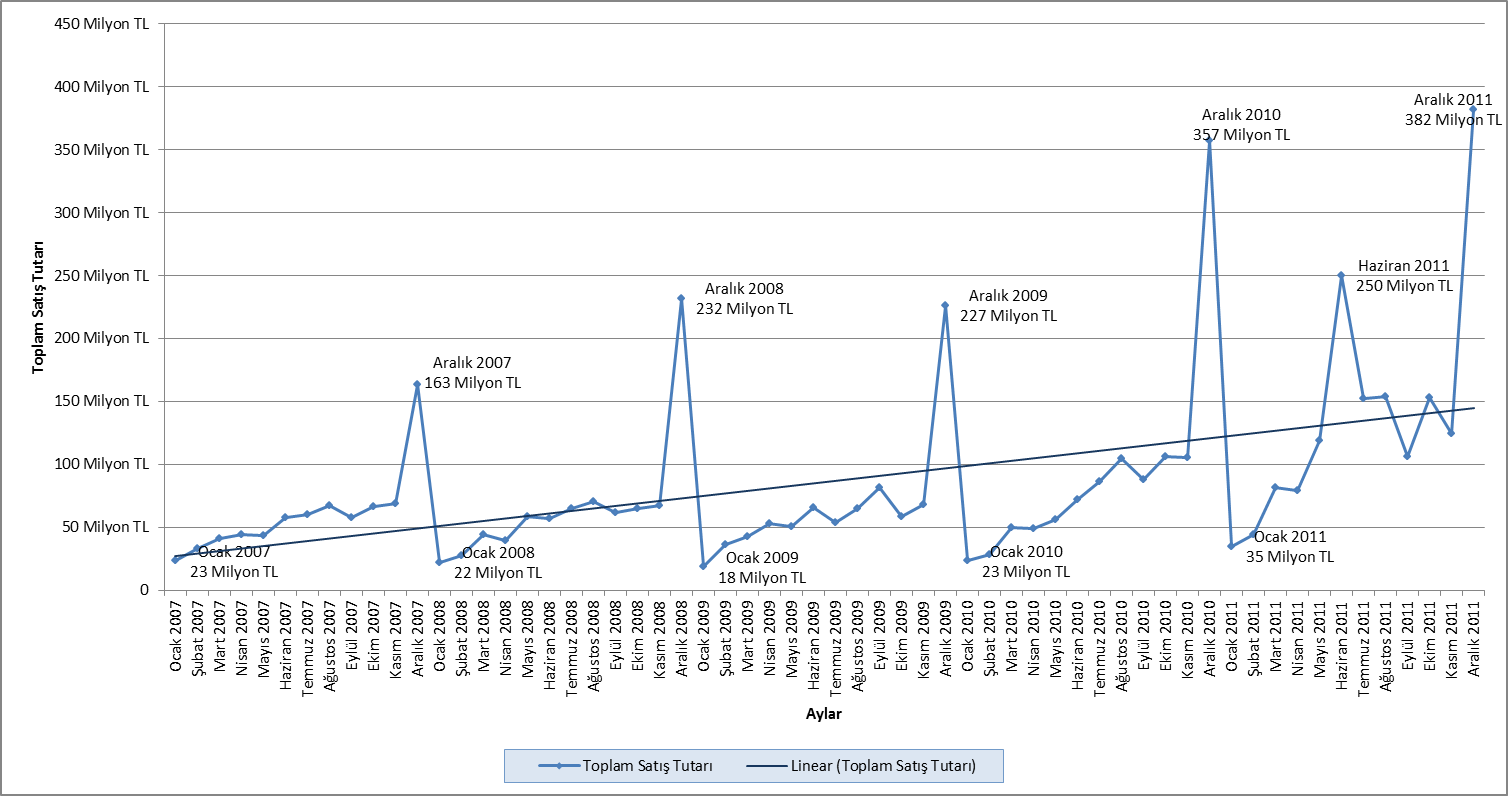 450 Milyon TL
400 Milyon TL
350 Milyon TL
300 Milyon TL
250 Milyon TL
200 Milyon TL
150 Milyon TL
100 Milyon TL
50 Milyon TL
0
Toplam Satış Tutarı
Ocak 2007
23 Milyon TL
Aralık 2007
163 Milyon TL
Ocak 2008
22 Milyon TL
Aralık 2008
232 Milyon TL
Ocak 2009
18 Milyon TL
Aralık 2009
227 Milyon TL
Ocak 2010
23 Milyon TL
Aralık 2010
357 Milyon TL
Ocak 2011
35 Milyon TL
Haziran 2011
250 Milyon TL
Aralık 2011
382 Milyon TL
Ocak 2007
Şubat 2007
Mart 2007
Nisan 2007
Mayıs 2007
Haziran 2007
Temmuz 2007
Ağustos 2007
Eylül 2007
Ekim 2007
Kasım 2007
Aralık 2007
Ocak 2008
Şubat 2008
Mart 2008
Nisan 2008
Mayıs 2008
Haziran 2008
Temmuz 2008
Ağustos 2008
Eylül 2008
Ekim 2008
Kasım 2008
Aralık 2008
Ocak 2009
Şubat 2009
Mart 2009
Nisan 2009
Mayıs 2009
Haziran 2009
Temmuz 2009
Ağustos 2009
Eylül 2009
Ekim 2009
Kasım 2009
Aralık 2009
Ocak 2010
Şubat 2010
Mart 2010
Nisan 2010
Mayıs 2010
Haziran 2010
Temmuz 2010
Ağustos 2010
Eylül 2010
Ekim 2010
Kasım 2010
Aralık 2010
Ocak 2011
Şubat 2011
Mart 2011
Nisan 2011
Mayıs 2011
Haziran 2011
Temmuz 2011
Ağustos 2011
Eylül 2011
Ekim 2011
Kasım 2011
Aralık 2011
Aylar
Toplam Satış Tutarı
Linear (Toplam Satış Tutarı)